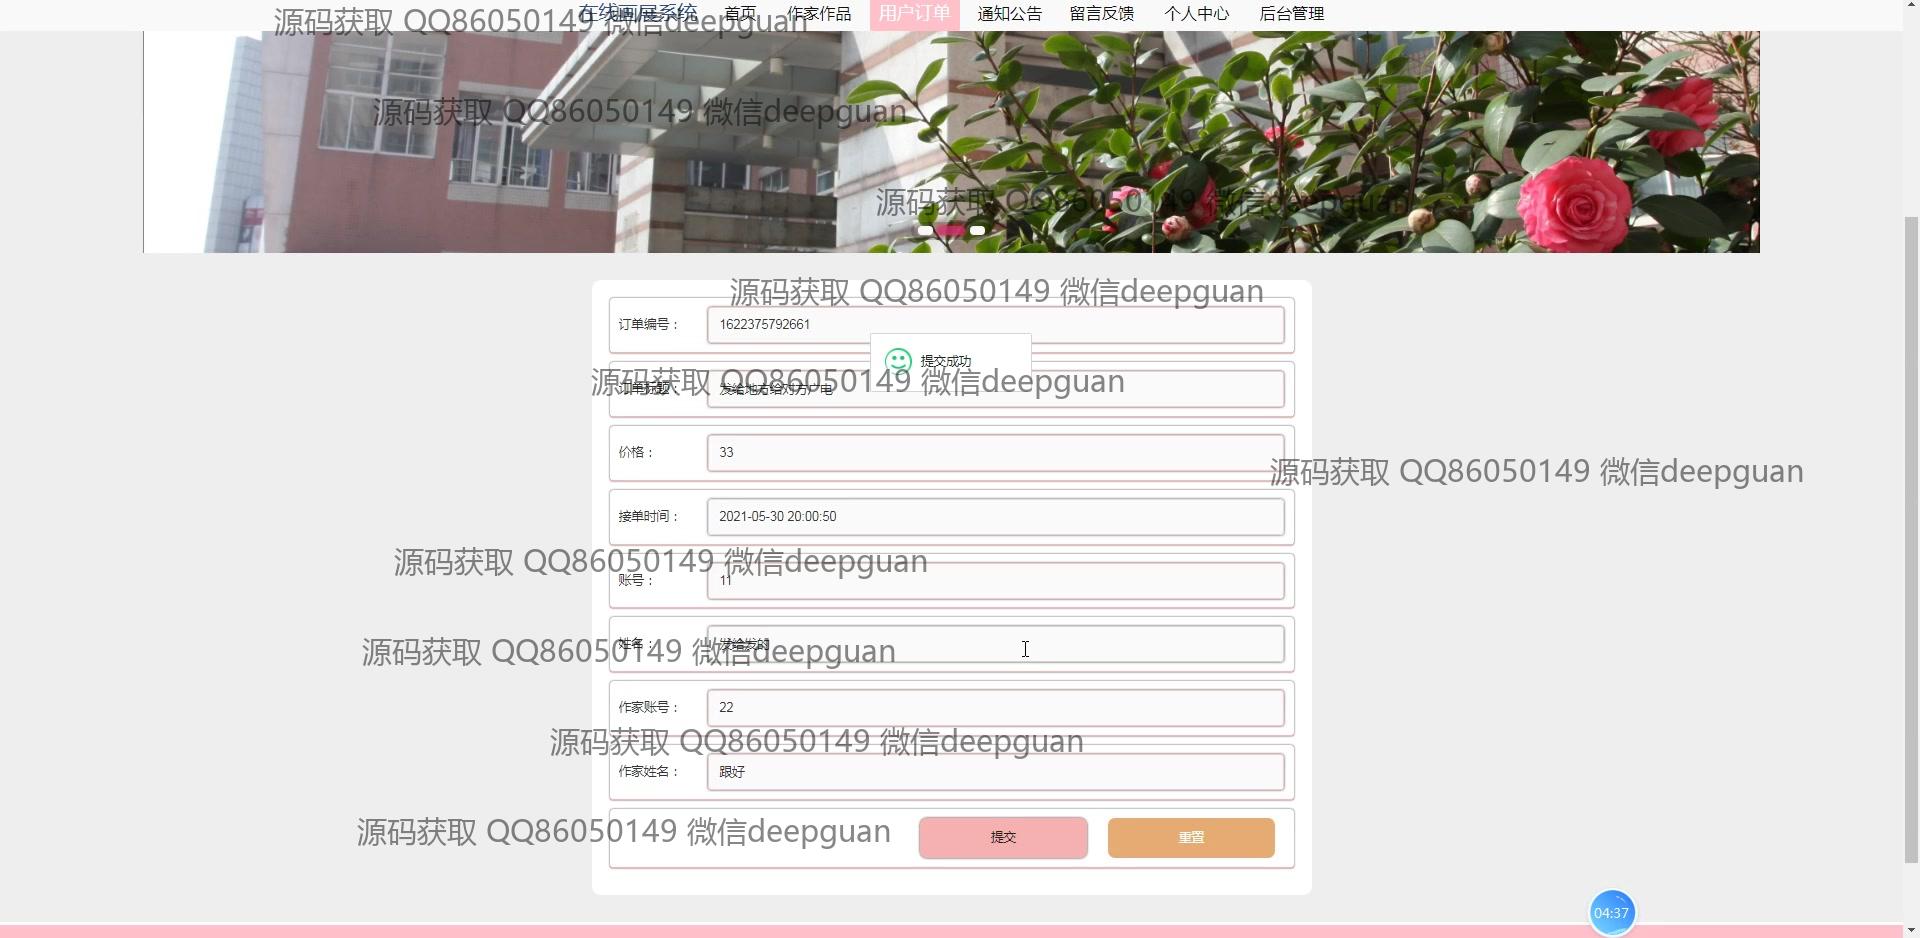 在线画展系统 首页 作家作品 用户订单 通知公告 留言反馈 个人中心 后台管理
源码获取 QQ86050149 微信deepguan
源码获取 QQ86050149 微信deepguan
源码获取 QQ86050149 微信deepguan
源码获取 QQ86050149 微信deepguan
订单编号： 1622375792661
提交成功
源码获取 QQ86050149 微信deepguan
订单标题： 发给地方给对方广电
价格： 33
源码获取 QQ86050149 微信deepguan
接单时间： 2021-05-30 20:00:50
源码获取 QQ86050149 微信deepguan
账号： 11
姓名： 发给发的
源码获取 QQ86050149 微信deepguan
作家账号： 22
源码获取 QQ86050149 微信deepguan
作家姓名： 跟好
源码获取 QQ86050149 微信deepguan
提交 重置
04:37